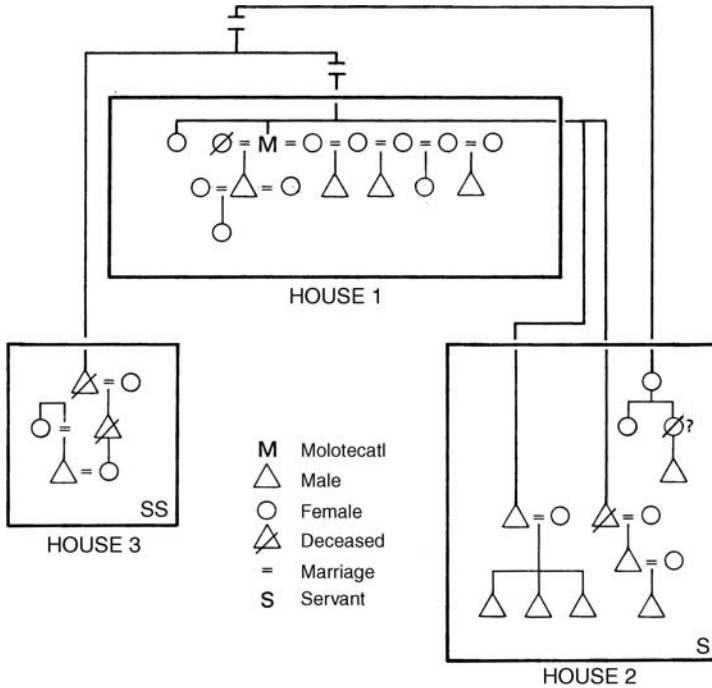 M
HOUSE 1
?
SS
HOUSE 3
M Molotecatl
Male
Female
Deceased
= Marriage
S Servant
S
HOUSE 2